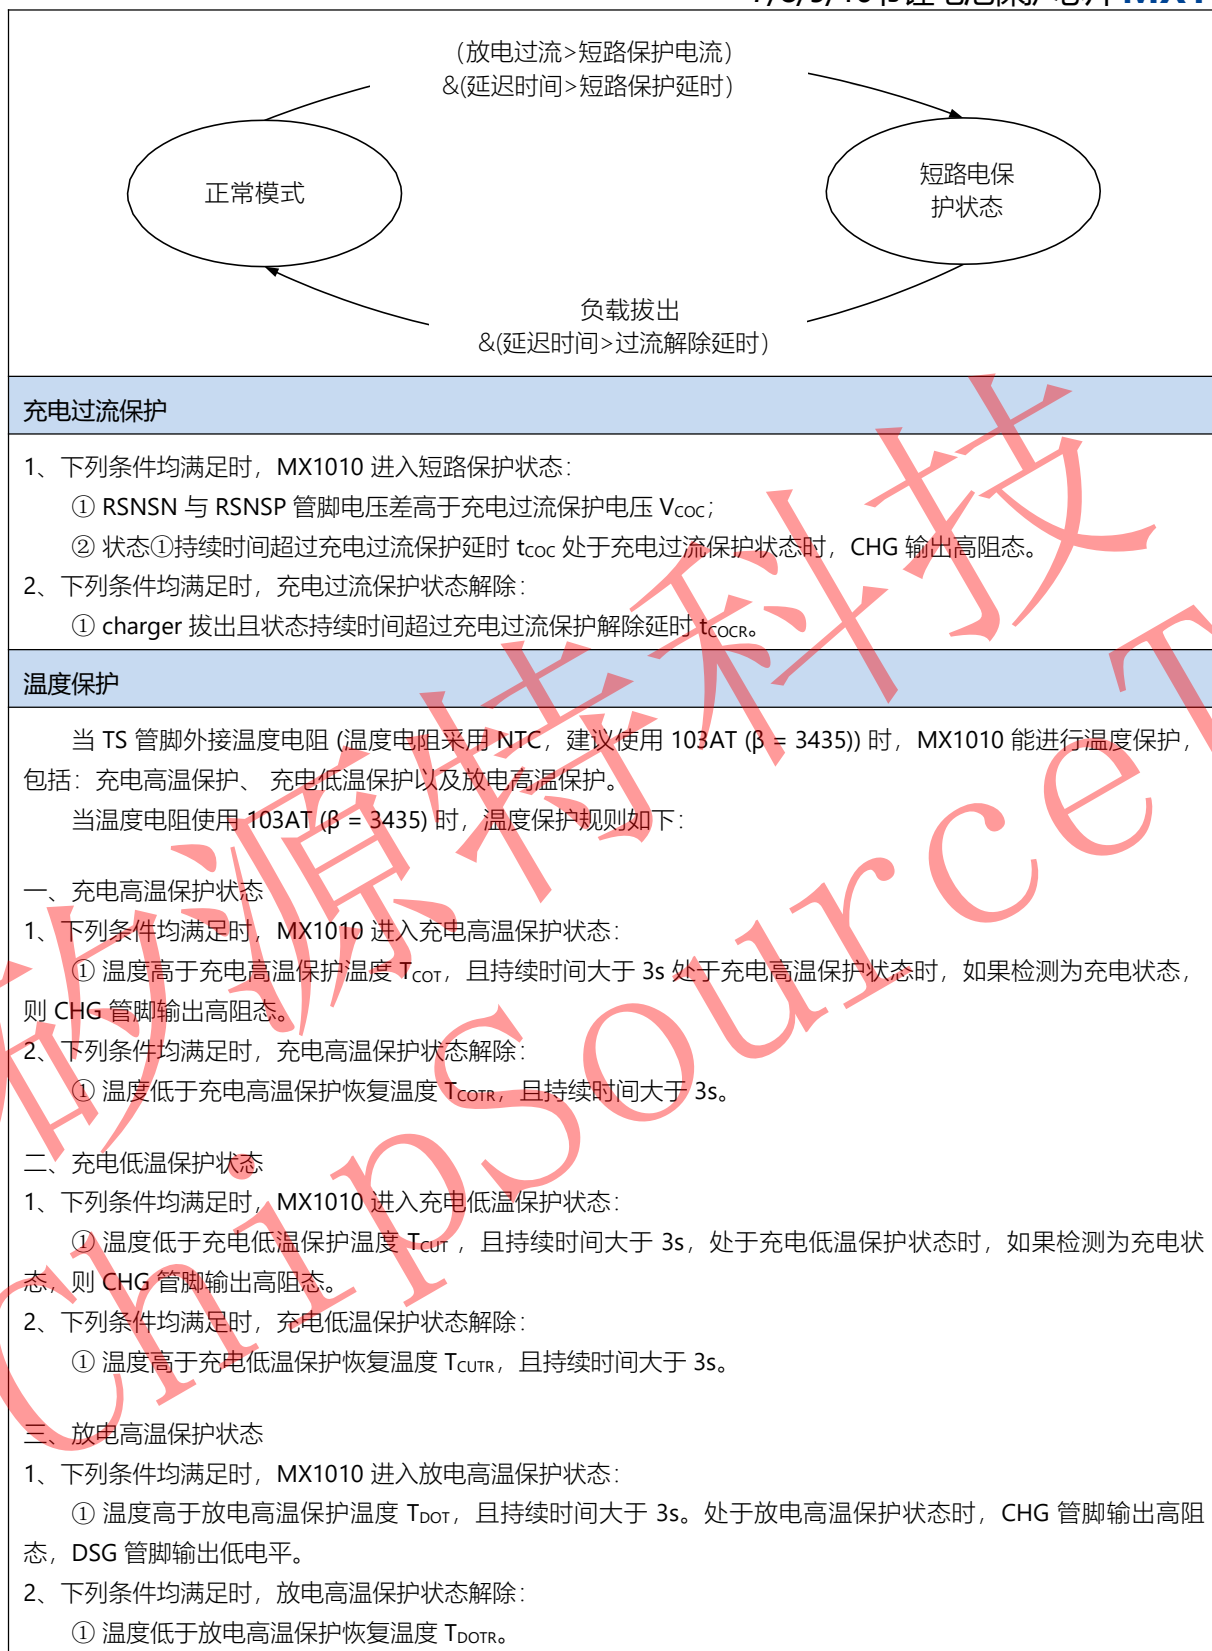 (放电过流>短路保护电流)
&(延迟时间>短路保护延时)
正常模式
短路电保
护状态
负载拔出
&(延迟时间>过流解除延时)
充电过流保护
1、下列条件均满足时，MX1010 进入短路保护状态：
① RSNSN 与 RSNSP 管脚电压差高于充电过流保护电压 VCOC；
② 状态①持续时间超过充电过流保护延时 tCOC 处于充电过流保护状态时，CHG 输出高阻态。
2、下列条件均满足时，充电过流保护状态解除：
① charger 拔出且状态持续时间超过充电过流保护解除延时 tCOCR。
温度保护
当 TS 管脚外接温度电阻 (温度电阻采用 NTC，建议使用 103AT (β = 3435)) 时，MX1010 能进行温度保护，
包括：充电高温保护、 充电低温保护以及放电高温保护。
当温度电阻使用 103AT (β = 3435) 时，温度保护规则如下：
一、充电高温保护状态
1、下列条件均满足时，MX1010 进入充电高温保护状态：
① 温度高于充电高温保护温度 TCOT，且持续时间大于 3s 处于充电高温保护状态时，如果检测为充电状态，
则 CHG 管脚输出高阻态。
2、下列条件均满足时，充电高温保护状态解除：
① 温度低于充电高温保护恢复温度 TCOTR，且持续时间大于 3s。
二、充电低温保护状态
1、下列条件均满足时，MX1010 进入充电低温保护状态：
① 温度低于充电低温保护温度 TCUT ，且持续时间大于 3s，处于充电低温保护状态时，如果检测为充电状
态，则 CHG 管脚输出高阻态。
2、下列条件均满足时，充电低温保护状态解除：
① 温度高于充电低温保护恢复温度 TCUTR，且持续时间大于 3s。
三、放电高温保护状态
1、下列条件均满足时，MX1010 进入放电高温保护状态：
① 温度高于放电高温保护温度 TDOT，且持续时间大于 3s。处于放电高温保护状态时，CHG 管脚输出高阻
态，DSG 管脚输出低电平。
2、下列条件均满足时，放电高温保护状态解除：
① 温度低于放电高温保护恢复温度 TDOTR。
矽源特科技
ChipSource T